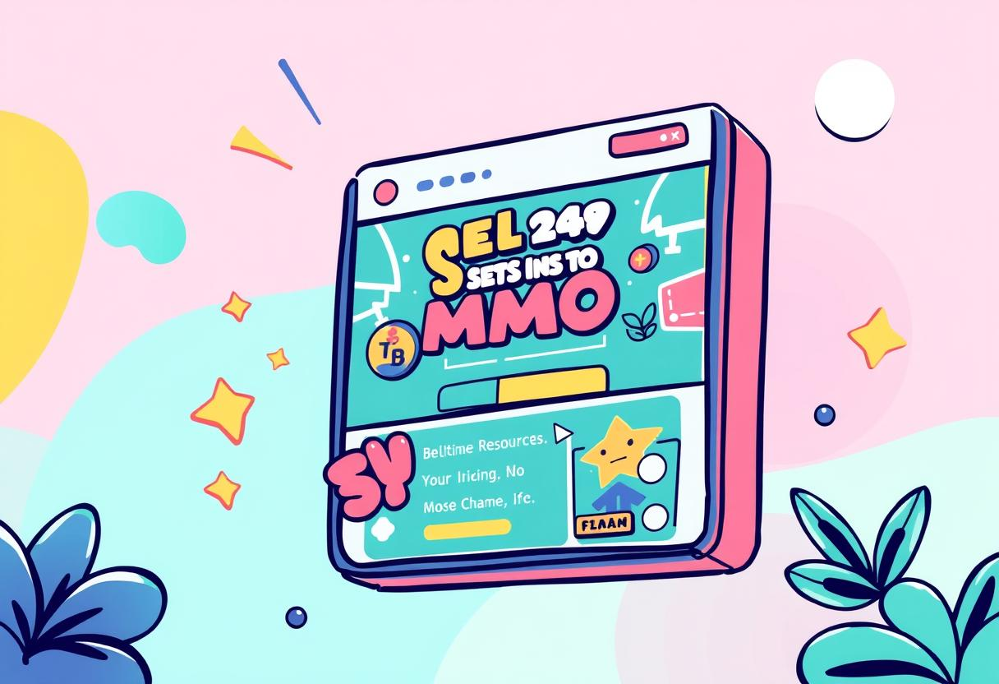 SEL 249
SETS INS TO
MMO
TB
SY
Belltime Resources.
Your Iricing. No
Mose Chame, Ifc.
FLAAN